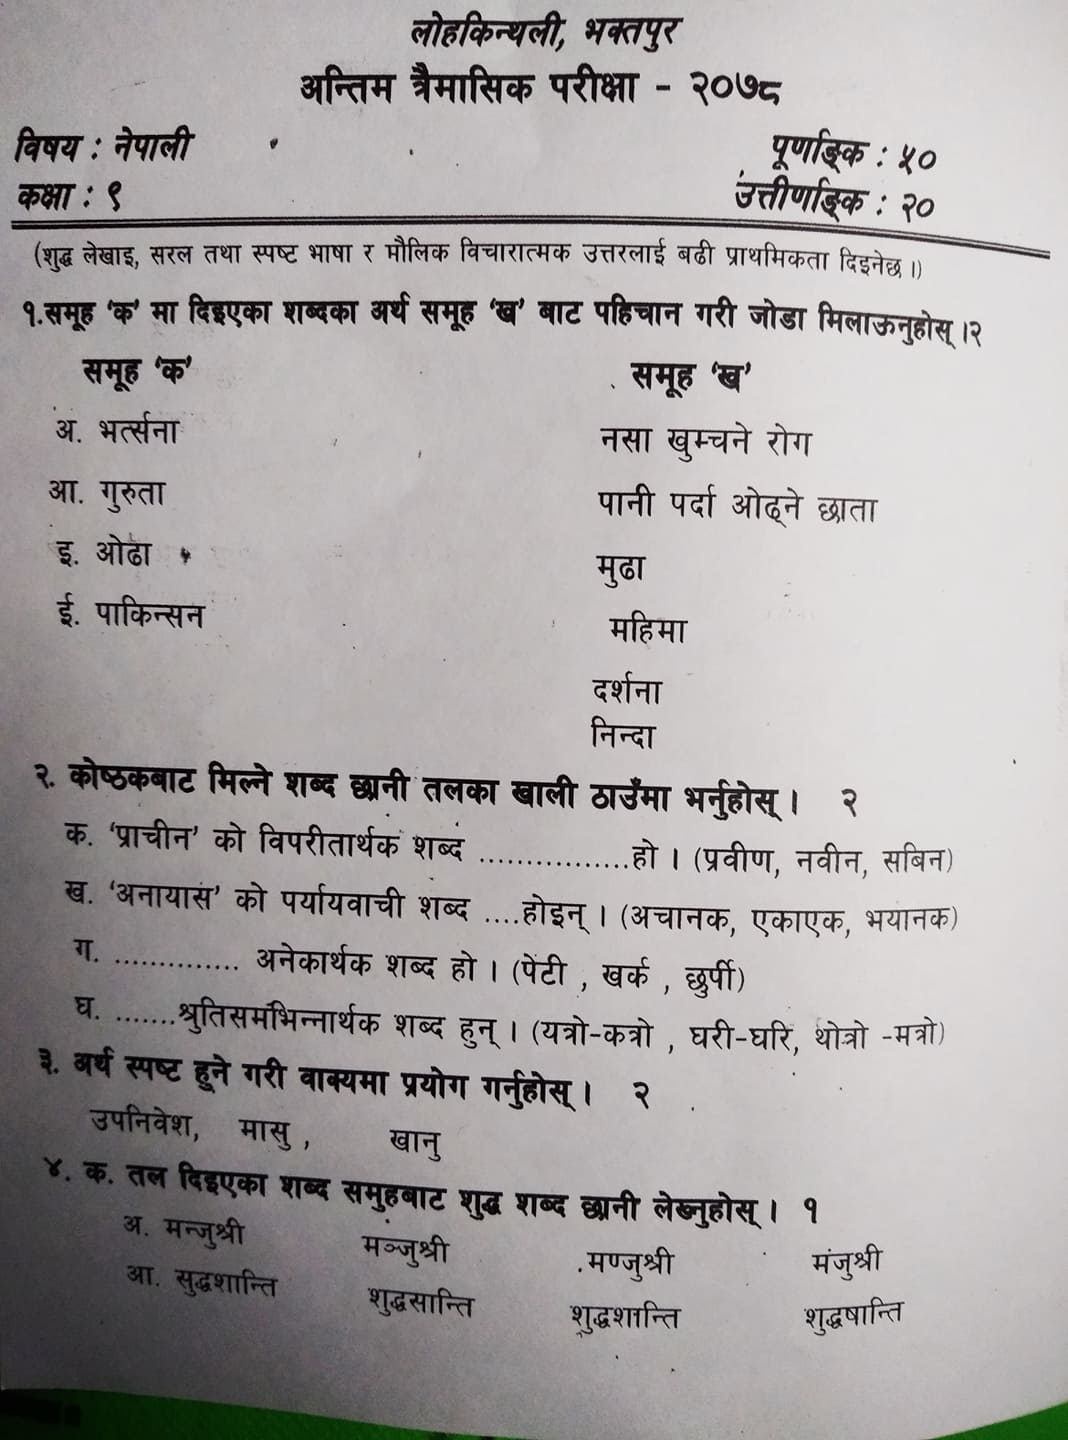 लोहकिन्थली, भक्तपुर
अन्तिम त्रैमासिक परीक्षा - २०७८
विषय : नेपाली पूर्णाङ्क : ५०
कक्षा : ९ उत्तीर्णाङ्क : २०
(शुद्ध लेखाइ, सरल तथा स्पष्ट भाषा र मौलिक विचारात्मक उत्तरलाई बढी प्राथमिकता दिइनेछ ।)
१.समूह ‘क’ मा दिइएका शब्दका अर्थ समूह ‘ख’ बाट पहिचान गरी जोडा मिलाऊनुहोस् ।२
समूह ‘क’ समूह ‘ख’
अ. भर्त्सना नसा खुम्चने रोग
आ. गुरुता पानी पर्दा ओढ्ने छाता
इ. ओढा मुढा
ई. पाकिन्सन महिमा
दर्शना
निन्दा
२. कोष्ठकबाट मिल्ने शब्द छानी तलका खाली ठाउँमा भर्नुहोस् । २
क. ‘प्राचीन’ को विपरीतार्थक शब्द ................हो । (प्रवीण, नवीन, सबिन)
ख. ‘अनायास’ को पर्यायवाची शब्द ....होइन् । (अचानक, एकाएक, भयानक)
ग. .............. अनेकार्थक शब्द हो । (पेटी , खर्क , छुर्पी)
घ. .......श्रुतिसमभिन्नार्थक शब्द हुन् । (यत्रो-कत्रो , घरी-घरि, थोत्रो -मत्रो)
३. अर्थ स्पष्ट हुने गरी वाक्यमा प्रयोग गर्नुहोस् । २
उपनिवेश, मासु , खानु
४. क. तल दिइएका शब्द समुहबाट शुद्ध शब्द छानी लेख्नुहोस् । १
अ. मन्जुश्री मञ्जुश्री मण्जुश्री मंजुश्री
आ. सुद्धशान्ति शुद्धसान्ति शुद्धशान्ति शुद्धषान्ति